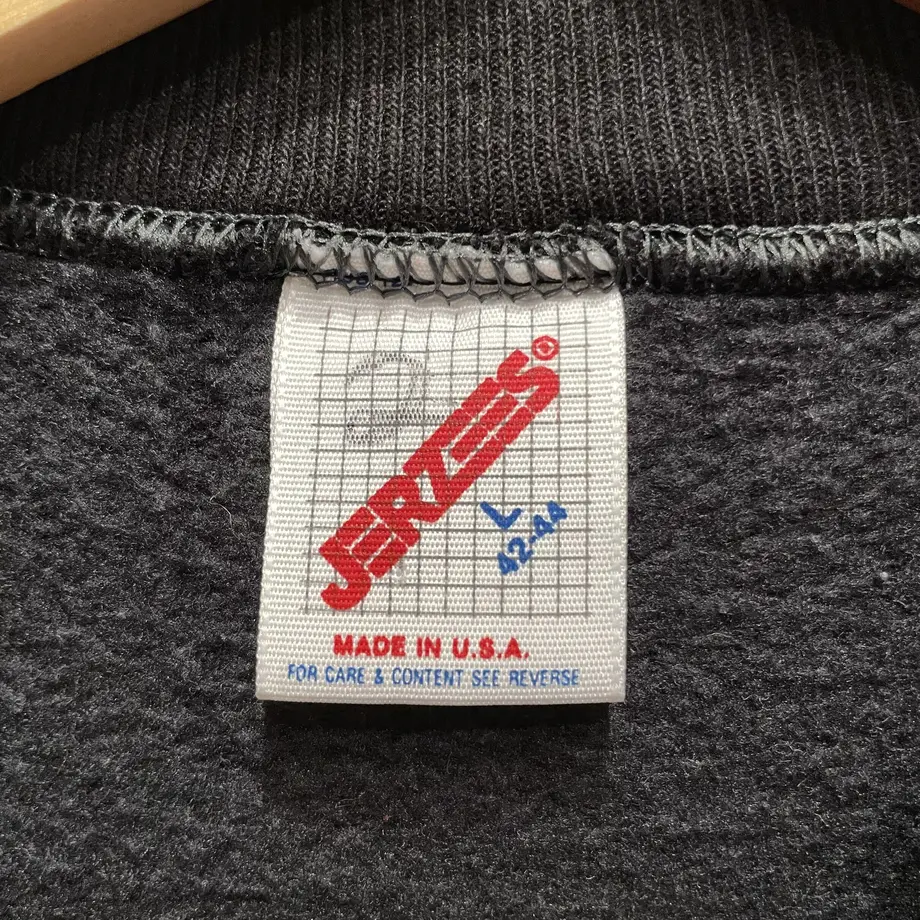 JERZEES®
L
42-44
MADE IN U.S.A.
FOR CARE & CONTENT SEE REVERSE